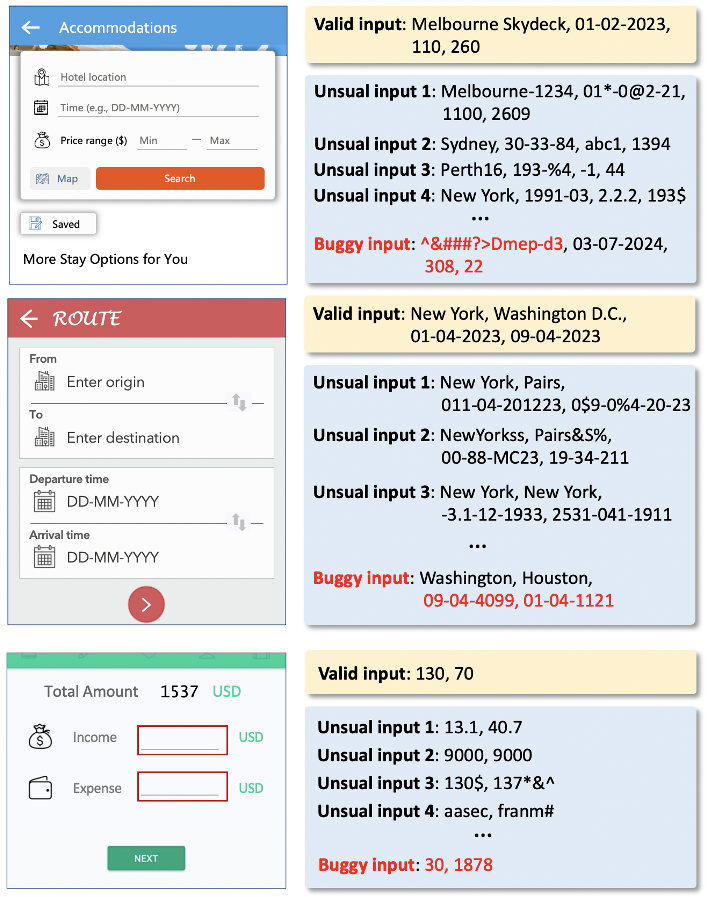 Accommodations
Hotel location
Time (e.g., DD-MM-YYYY)
Price range ($) Min — Max
Map Search
Saved
More Stay Options for You
Valid input: Melbourne Skydeck, 01-02-2023,
110, 260
Unsual input 1: Melbourne-1234, 01*-0@2-21,
1100, 2609
Unsual input 2: Sydney, 30-33-84, abc1, 1394
Unsual input 3: Perth16, 193-%4, -1, 44
Unsual input 4: New York, 1991-03, 2.2.2, 193$
...
Buggy input: ^&###?>Dmep-d3, 03-07-2024,
308, 22
ROUTE
From
Enter origin
To
Enter destination
Departure time
DD-MM-YYYY
Arrival time
DD-MM-YYYY
Valid input: New York, Washington D.C.,
01-04-2023, 09-04-2023
Unsual input 1: New York, Pairs,
011-04-201223, 0$9-0%4-20-23
Unsual input 2: NewYorkss, Pairs&S%,
00-88-MC23, 19-34-211
Unsual input 3: New York, New York,
-3.1-12-1933, 2531-041-1911
...
Buggy input: Washington, Houston,
09-04-4099, 01-04-1121
Total Amount 1537 USD
Income USD
Expense USD
NEXT
Valid input: 130, 70
Unsual input 1: 13.1, 40.7
Unsual input 2: 9000, 9000
Unsual input 3: 130$, 137*&^
Unsual input 4: aasec, franm#
...
Buggy input: 30, 1878